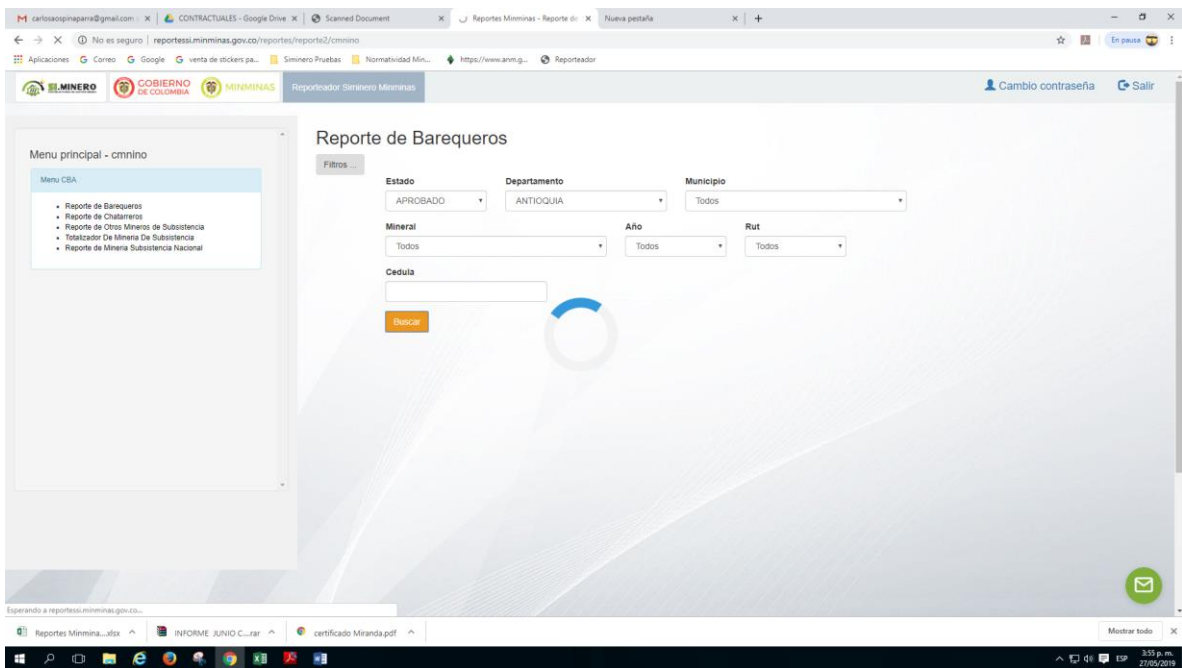 carlosaospinaparra@gmail.com
CONTRACTUALES - Google Drive
Scanned Document
Reportes Minminas - Reporte de
Nueva pestaña
No es seguro | reportessi.minminas.gov.co/reportes/reporte2/cmnino
En pausa
Aplicaciones
Correo
Google
venta de stickers pa...
Siminero Pruebas
Normatividad Min...
https://www.anm.g...
Reporteador
SI.MINERO
GOBIERNO DE COLOMBIA
MINMINAS
Reporteador Siminero Minminas
Cambio contraseña
Salir
Menu principal - cmnino
Menu CBA
Reporte de Barequeros
Reporte de Chatarreros
Reporte de Otros Mineros de Subsistencia
Totalizador De Mineria De Subsistencia
Reporte de Mineria Subsistencia Nacional
Reporte de Barequeros
Filtros ...
Estado Departamento Municipio
APROBADO ANTIOQUIA Todos
Mineral Año Rut
Todos Todos Todos
Cedula
Buscar
Esperando a reportessi.minminas.gov.co...
Reportes Minmina....xlsx
INFORME JUNIO C....rar
certificado Miranda.pdf
Mostrar todo
ESP
3:55 p. m.
27/05/2019